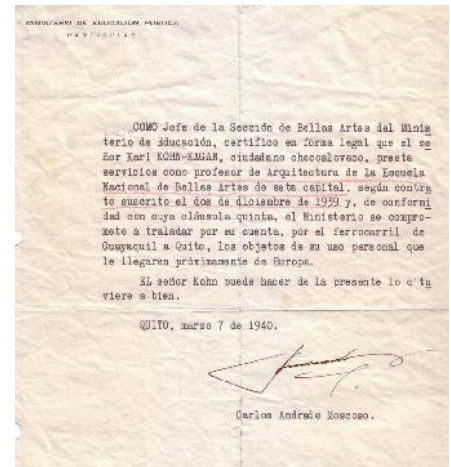 MINISTERIO DE EDUCACION PUBLICA
PARTICULAR
COMO Jefe de la Sección de Bellas Artes del Minis
terio de Educación, certifico en forma legal que el se
ñor Karl KOHN-KAGAN, ciudadano checoslovaco, presta
servicios como profesor de Arquitectura de la Escuela
Nacional de Bellas Artes de esta capital, según contra
to suscrito el dos de diciembre de 1939 y, de conformi
dad con cuya cláusula quinta, el Ministerio se compro-
mete a traladar por su cuenta, por el ferrocarril de
Guayaquil a Quito, los objetos de su uso personal que
le llegaren próximamente de Europa.
EL señor Kohn puede hacer de la presente lo q'tu
viere a bien.
QUITO, marzo 7 de 1940.
Carlos Andrade Moscoso.